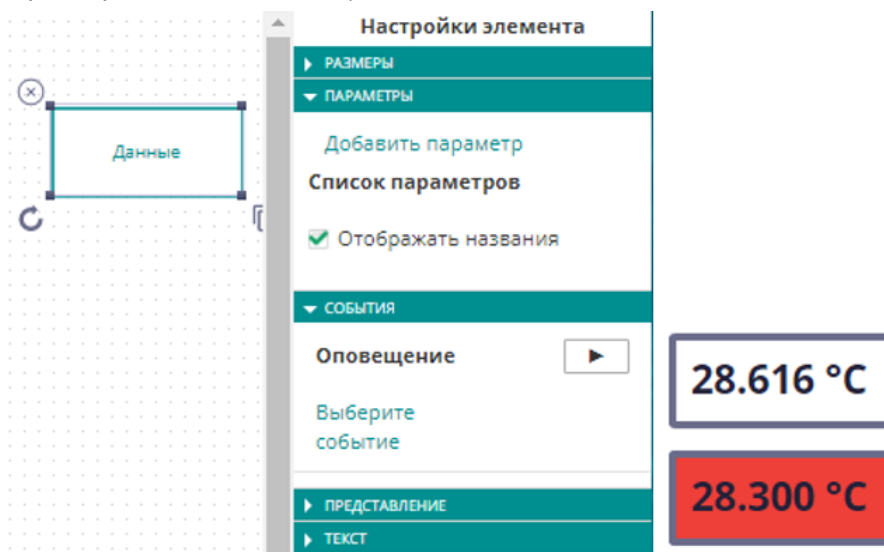 Настройки элемента
РАЗМЕРЫ
ПАРАМЕТРЫ
Данные
Добавить параметр
Список параметров
Отображать названия
СОБЫТИЯ
Оповещение
Выберите
событие
28.616 °C
28.300 °C
ПРЕДСТАВЛЕНИЕ
ТЕКСТ